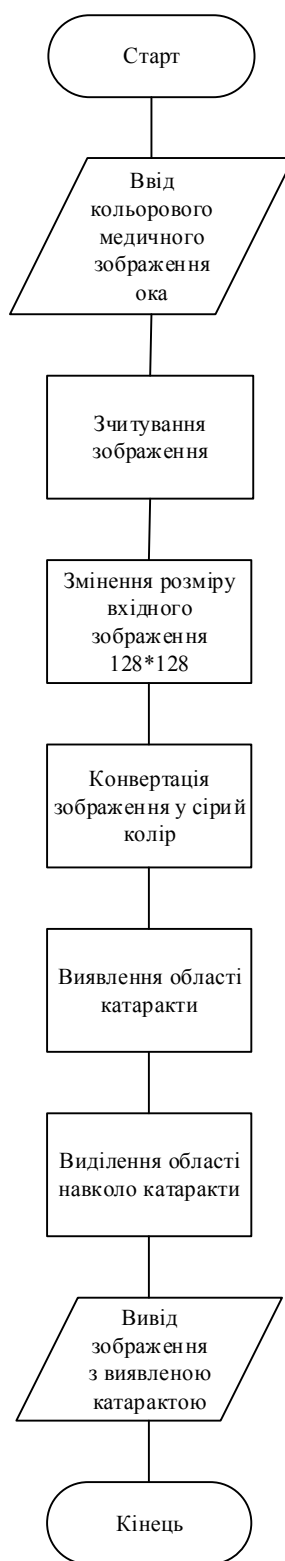 Старт
Ввід
кольорового
медичного
зображення
ока
Зчитування
зображення
Змінення розміру
вхідного
зображення
128*128
Конвертація
зображення у сірий
колір
Виявлення області
катаракти
Виділення області
навколо катаракти
Вивід
зображення
з виявленою
катарактою
Кінець